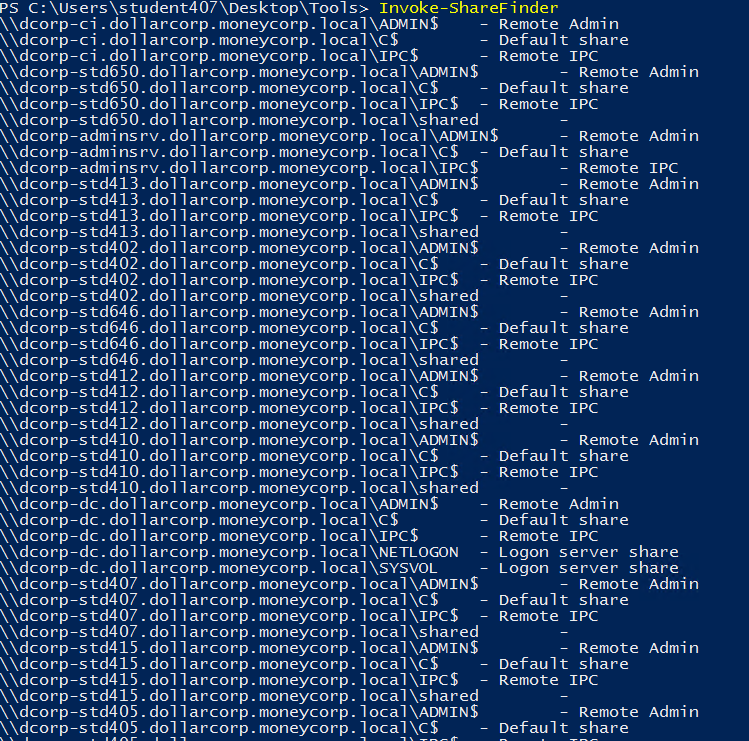 PS C:\Users\student407\Desktop\Tools> Invoke-ShareFinder
\\dcorp-ci.dollarcorp.moneycorp.local\ADMIN$ - Remote Admin
\\dcorp-ci.dollarcorp.moneycorp.local\C$ - Default share
\\dcorp-ci.dollarcorp.moneycorp.local\IPC$ - Remote IPC
\\dcorp-std650.dollarcorp.moneycorp.local\ADMIN$ - Remote Admin
\\dcorp-std650.dollarcorp.moneycorp.local\C$ - Default share
\\dcorp-std650.dollarcorp.moneycorp.local\IPC$ - Remote IPC
\\dcorp-std650.dollarcorp.moneycorp.local\shared -
\\dcorp-adminsrv.dollarcorp.moneycorp.local\ADMIN$ - Remote Admin
\\dcorp-adminsrv.dollarcorp.moneycorp.local\C$ - Default share
\\dcorp-adminsrv.dollarcorp.moneycorp.local\IPC$ - Remote IPC
\\dcorp-std413.dollarcorp.moneycorp.local\ADMIN$ - Remote Admin
\\dcorp-std413.dollarcorp.moneycorp.local\C$ - Default share
\\dcorp-std413.dollarcorp.moneycorp.local\IPC$ - Remote IPC
\\dcorp-std413.dollarcorp.moneycorp.local\shared -
\\dcorp-std402.dollarcorp.moneycorp.local\ADMIN$ - Remote Admin
\\dcorp-std402.dollarcorp.moneycorp.local\C$ - Default share
\\dcorp-std402.dollarcorp.moneycorp.local\IPC$ - Remote IPC
\\dcorp-std402.dollarcorp.moneycorp.local\shared -
\\dcorp-std646.dollarcorp.moneycorp.local\ADMIN$ - Remote Admin
\\dcorp-std646.dollarcorp.moneycorp.local\C$ - Default share
\\dcorp-std646.dollarcorp.moneycorp.local\IPC$ - Remote IPC
\\dcorp-std646.dollarcorp.moneycorp.local\shared -
\\dcorp-std412.dollarcorp.moneycorp.local\ADMIN$ - Remote Admin
\\dcorp-std412.dollarcorp.moneycorp.local\C$ - Default share
\\dcorp-std412.dollarcorp.moneycorp.local\IPC$ - Remote IPC
\\dcorp-std412.dollarcorp.moneycorp.local\shared -
\\dcorp-std410.dollarcorp.moneycorp.local\ADMIN$ - Remote Admin
\\dcorp-std410.dollarcorp.moneycorp.local\C$ - Default share
\\dcorp-std410.dollarcorp.moneycorp.local\IPC$ - Remote IPC
\\dcorp-std410.dollarcorp.moneycorp.local\shared -
\\dcorp-dc.dollarcorp.moneycorp.local\ADMIN$ - Remote Admin
\\dcorp-dc.dollarcorp.moneycorp.local\C$ - Default share
\\dcorp-dc.dollarcorp.moneycorp.local\IPC$ - Remote IPC
\\dcorp-dc.dollarcorp.moneycorp.local\NETLOGON - Logon server share
\\dcorp-dc.dollarcorp.moneycorp.local\SYSVOL - Logon server share
\\dcorp-std407.dollarcorp.moneycorp.local\ADMIN$ - Remote Admin
\\dcorp-std407.dollarcorp.moneycorp.local\C$ - Default share
\\dcorp-std407.dollarcorp.moneycorp.local\IPC$ - Remote IPC
\\dcorp-std407.dollarcorp.moneycorp.local\shared -
\\dcorp-std415.dollarcorp.moneycorp.local\ADMIN$ - Remote Admin
\\dcorp-std415.dollarcorp.moneycorp.local\C$ - Default share
\\dcorp-std415.dollarcorp.moneycorp.local\IPC$ - Remote IPC
\\dcorp-std415.dollarcorp.moneycorp.local\shared -
\\dcorp-std405.dollarcorp.moneycorp.local\ADMIN$ - Remote Admin
\\dcorp-std405.dollarcorp.moneycorp.local\C$ - Default share